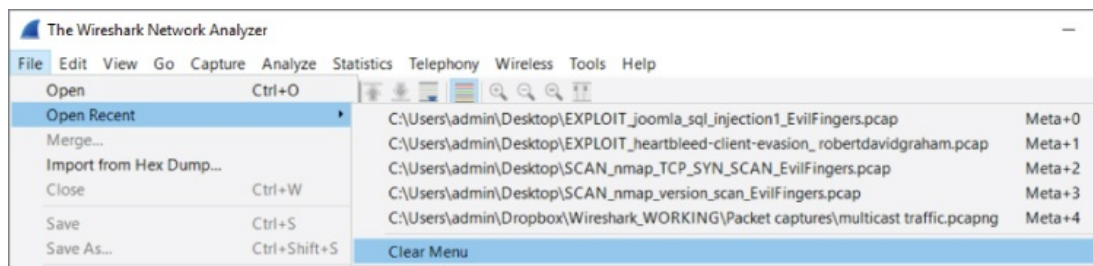 The Wireshark Network Analyzer
File Edit View Go Capture Analyze Statistics Telephony Wireless Tools Help
Open Ctrl+O
Open Recent
Merge...
Import from Hex Dump...
Close Ctrl+W
Save Ctrl+S
Save As... Ctrl+Shift+S
C:\Users\admin\Desktop\EXPLOIT_joomla_sql_injection1_EvilFingers.pcap Meta+0
C:\Users\admin\Desktop\EXPLOIT_heartbleed-client-evasion_ robertdavidgraham.pcap Meta+1
C:\Users\admin\Desktop\SCAN_nmap_TCP_SYN_SCAN_EvilFingers.pcap Meta+2
C:\Users\admin\Desktop\SCAN_nmap_version_scan_EvilFingers.pcap Meta+3
C:\Users\admin\Dropbox\Wireshark_WORKING\Packet captures\multicast traffic.pcapng Meta+4
Clear Menu